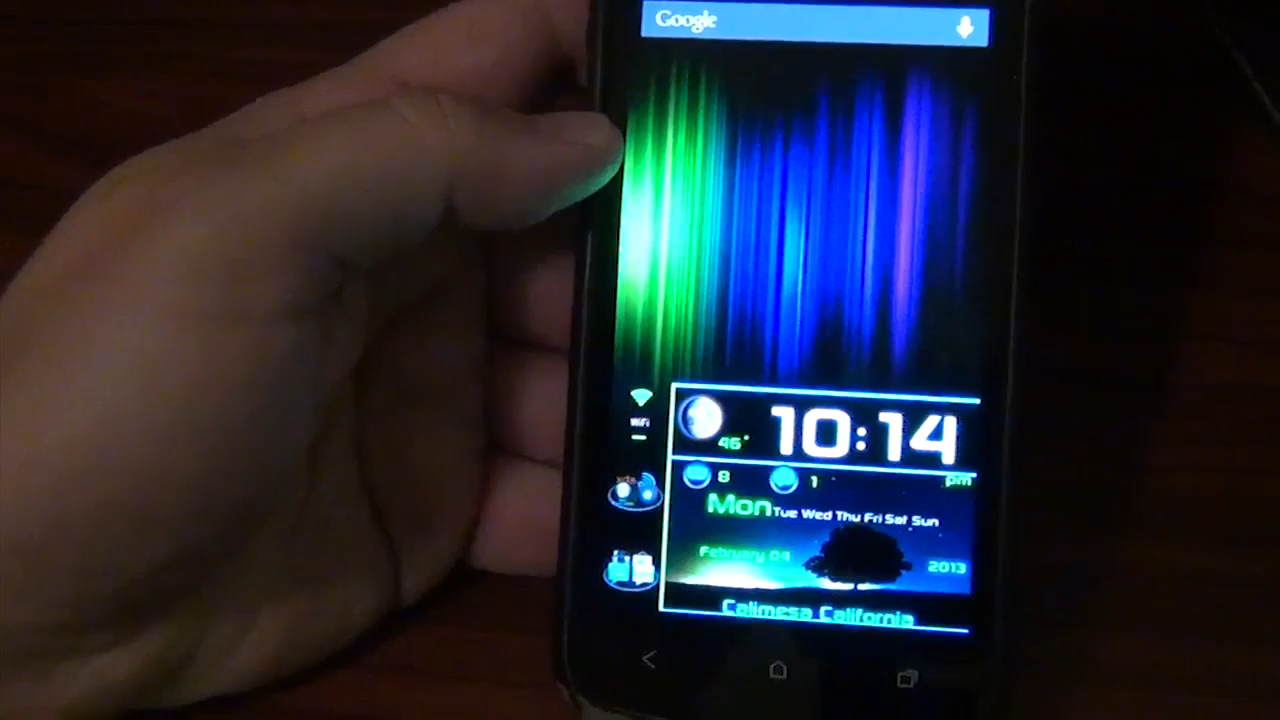 Google
WiFi
46°
10:14
8
1
pm
Mon Tue Wed Thu Fri Sat Sun
February 04
2013
Calimesa California